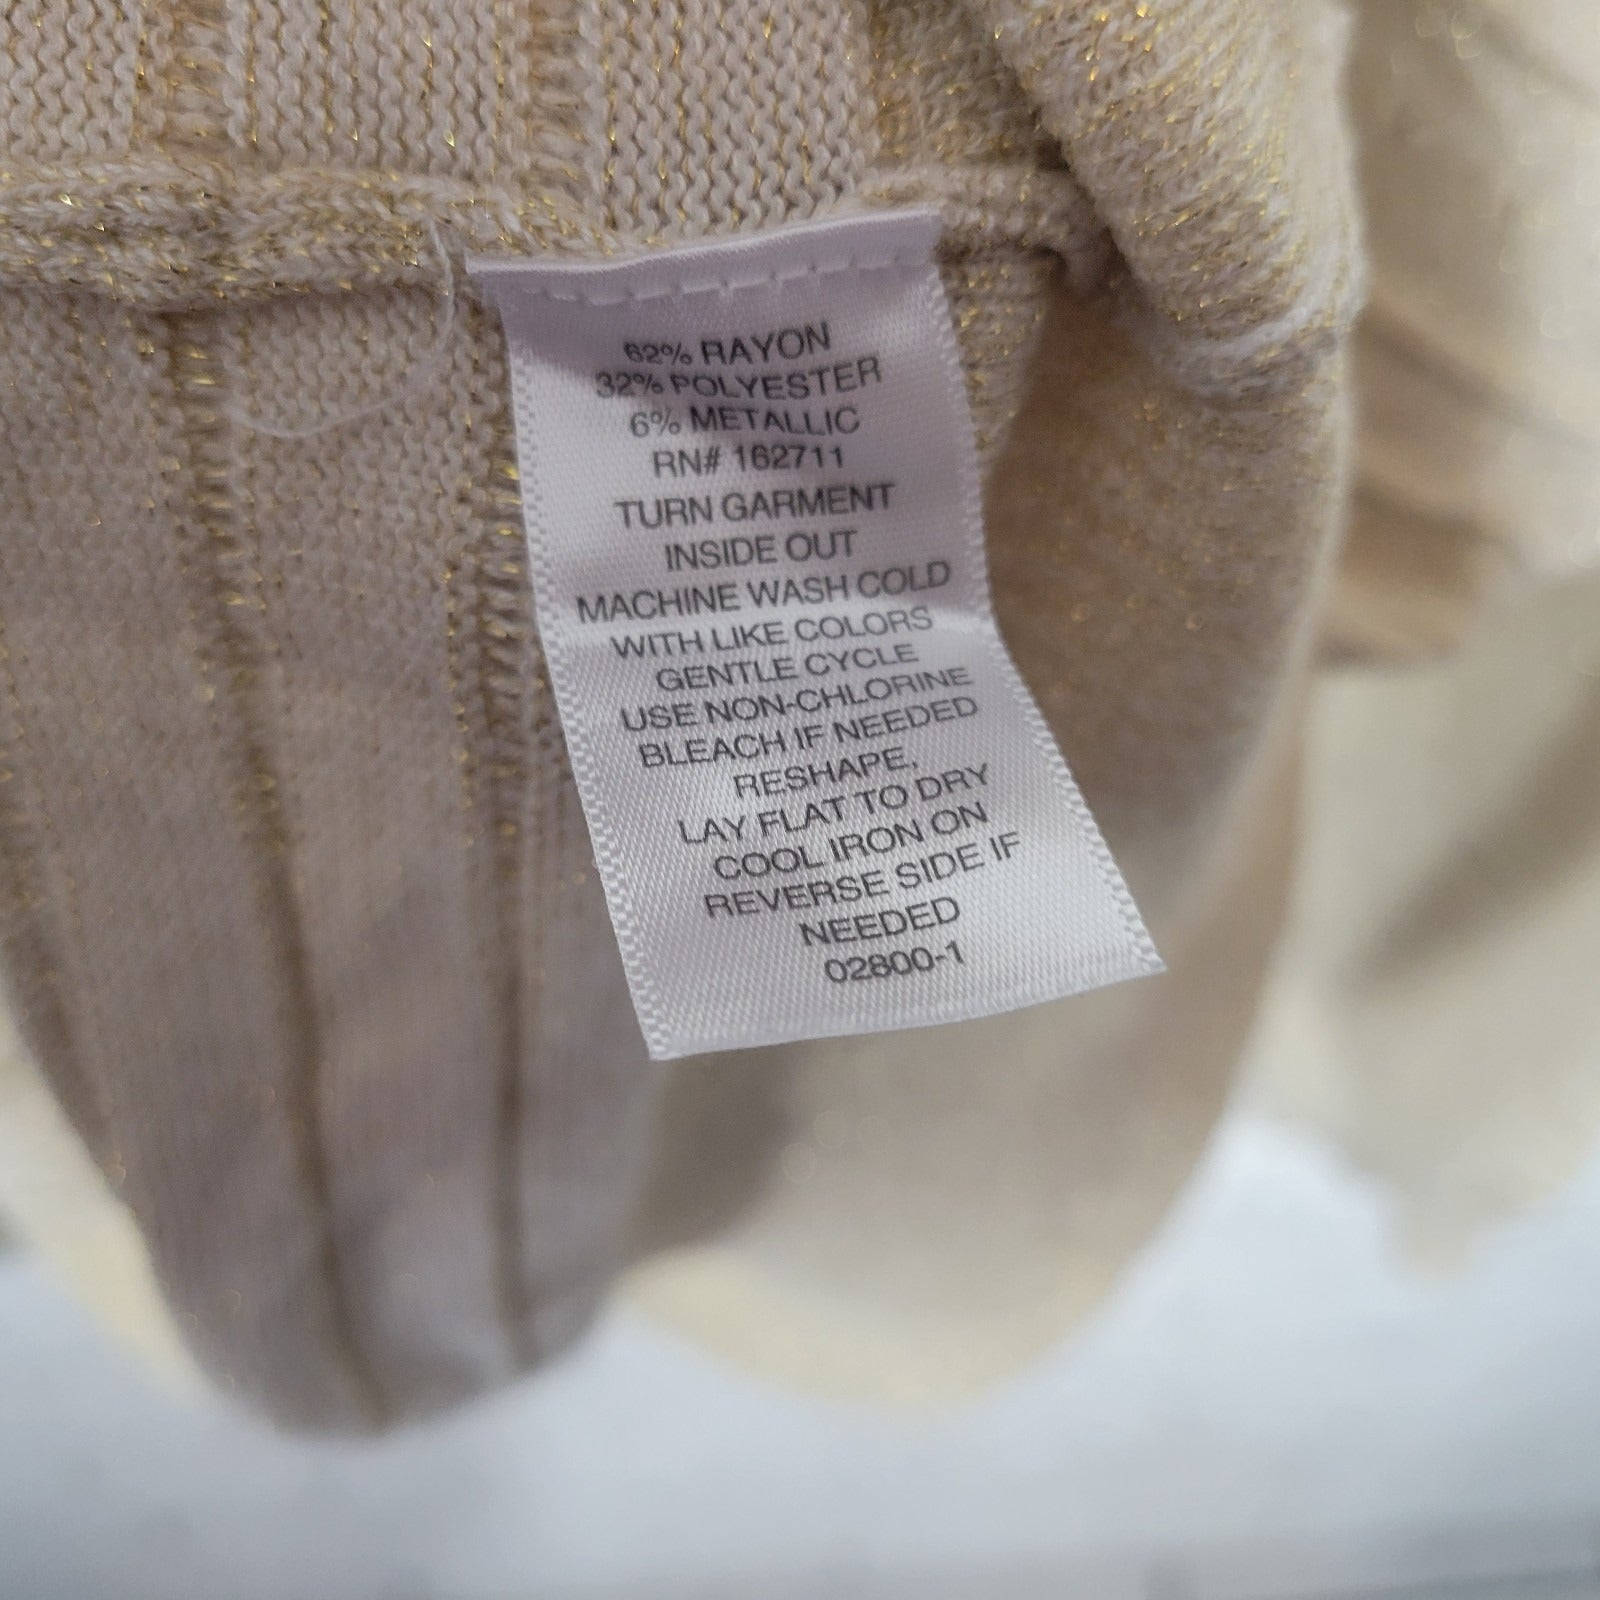 62% RAYON
32% POLYESTER
6% METALLIC
RN# 162711
TURN GARMENT
INSIDE OUT
MACHINE WASH COLD
WITH LIKE COLORS
GENTLE CYCLE
USE NON-CHLORINE
BLEACH IF NEEDED
RESHAPE,
LAY FLAT TO DRY
COOL IRON ON
REVERSE SIDE IF
NEEDED
02800-1